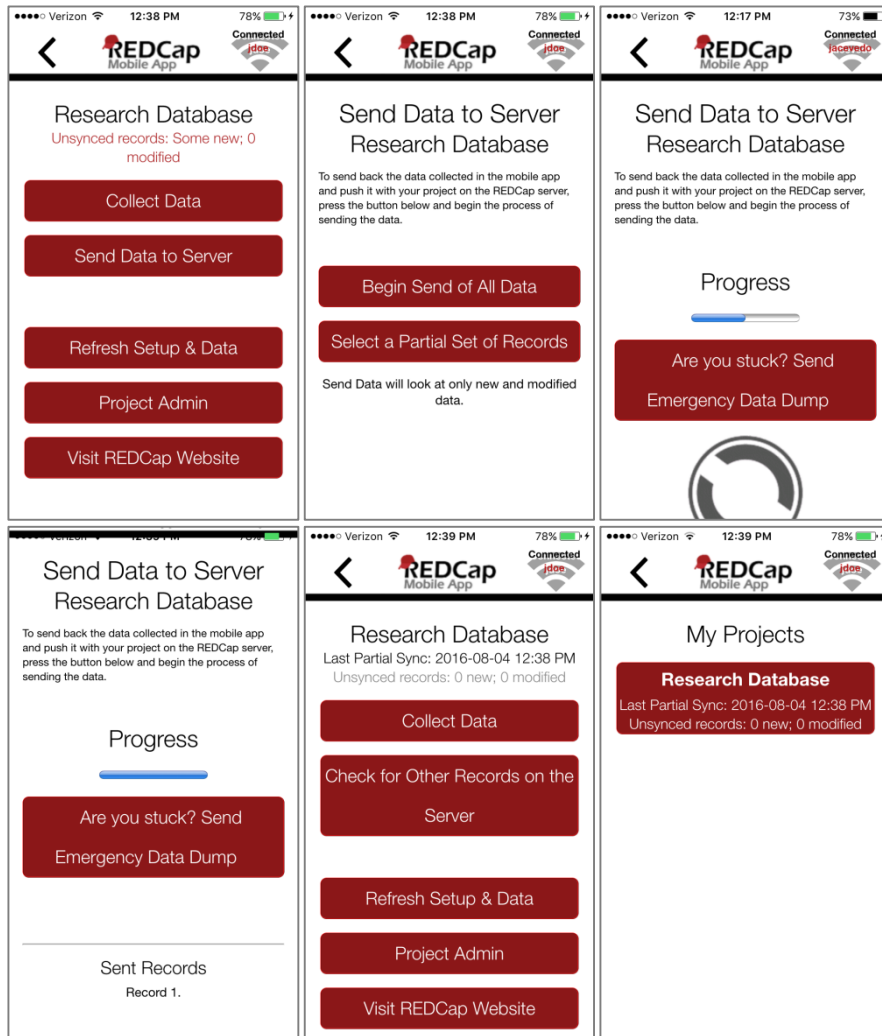 Verizon 12:38 PM 78%
REDCap
Mobile App
Connected
jdoe
Research Database
Unsynced records: Some new; 0
modified
Collect Data
Send Data to Server
Refresh Setup & Data
Project Admin
Visit REDCap Website
Verizon 12:38 PM 78%
REDCap
Mobile App
Connected
jdoe
Send Data to Server
Research Database
To send back the data collected in the mobile app
and push it with your project on the REDCap server,
press the button below and begin the process of
sending the data.
Begin Send of All Data
Select a Partial Set of Records
Send Data will look at only new and modified
data.
Verizon 12:17 PM 73%
REDCap
Mobile App
Connected
jacevedo
Send Data to Server
Research Database
To send back the data collected in the mobile app
and push it with your project on the REDCap server,
press the button below and begin the process of
sending the data.
Progress
Are you stuck? Send
Emergency Data Dump
Send Data to Server
Research Database
To send back the data collected in the mobile app
and push it with your project on the REDCap server,
press the button below and begin the process of
sending the data.
Progress
Are you stuck? Send
Emergency Data Dump
Sent Records
Record 1.
Verizon 12:39 PM 78%
REDCap
Mobile App
Connected
jdoe
Research Database
Last Partial Sync: 2016-08-04 12:38 PM
Unsynced records: 0 new; 0 modified
Collect Data
Check for Other Records on the
Server
Refresh Setup & Data
Project Admin
Visit REDCap Website
Verizon 12:39 PM 78%
REDCap
Mobile App
Connected
jdoe
My Projects
Research Database
Last Partial Sync: 2016-08-04 12:38 PM
Unsynced records: 0 new; 0 modified